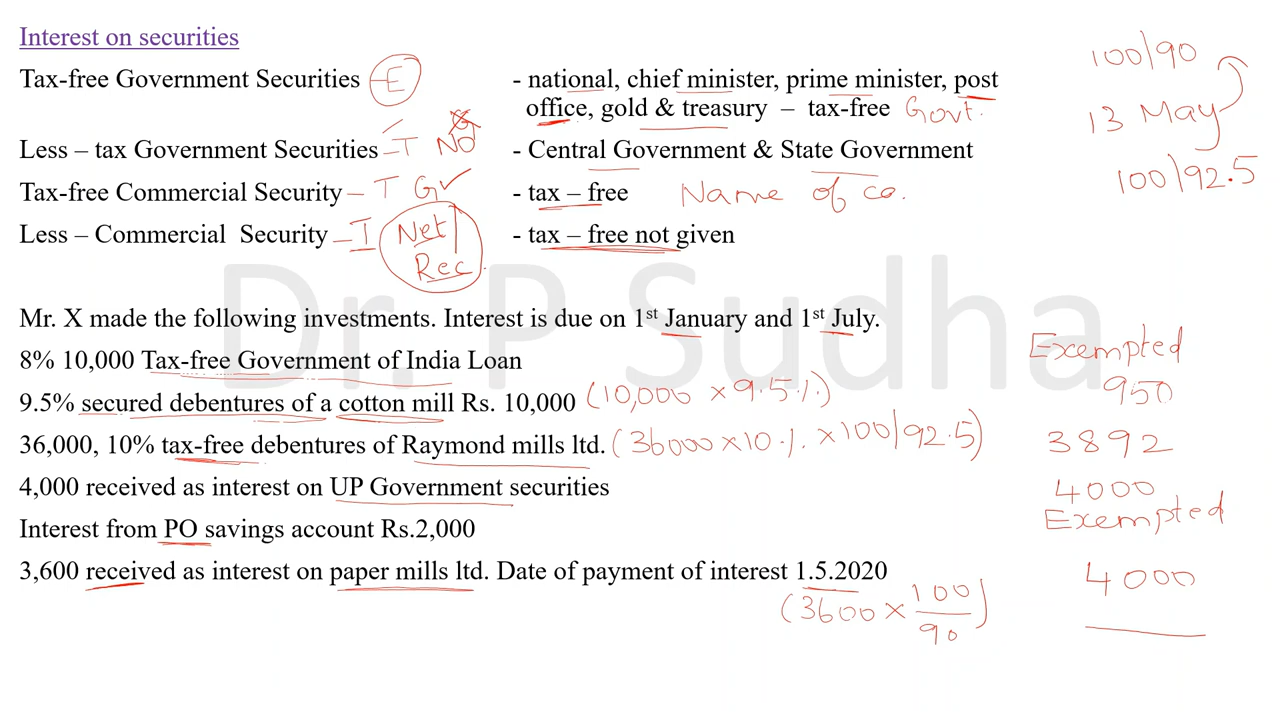 Interest on securities
100/90
Tax-free Government Securities E - national, chief minister, prime minister, post
office, gold & treasury – tax-free Govt.
13 May
Less – tax Government Securities – T NO - Central Government & State Government
100/92.5
Tax-free Commercial Security – T G✓ - tax – free Name of co.
Less – Commercial Security – T Net - tax – free not given
Rec
Dr. P Sudha
Mr. X made the following investments. Interest is due on 1st January and 1st July.
8% 10,000 Tax-free Government of India Loan Exempted
9.5% secured debentures of a cotton mill Rs. 10,000 (10,000 × 9.5%) 950
36,000, 10% tax-free debentures of Raymond mills ltd. (36000 × 10% × 100/92.5) 3892
4,000 received as interest on UP Government securities 4000
Interest from PO savings account Rs.2,000 Exempted
3,600 received as interest on paper mills ltd. Date of payment of interest 1.5.2020 4000
(3600 × 100/90)